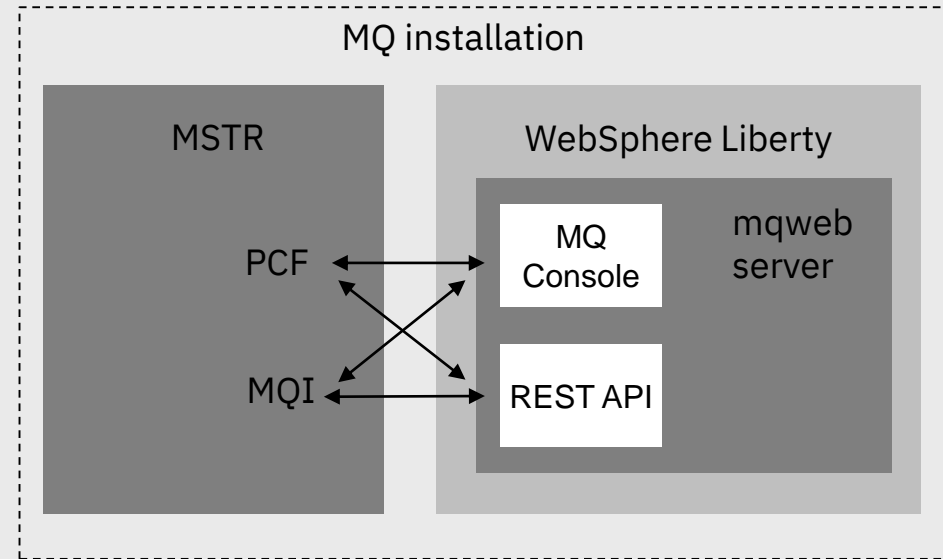 MQ installation
MSTR
WebSphere Liberty
mqweb
server
MQ
Console
PCF
MQI
REST API